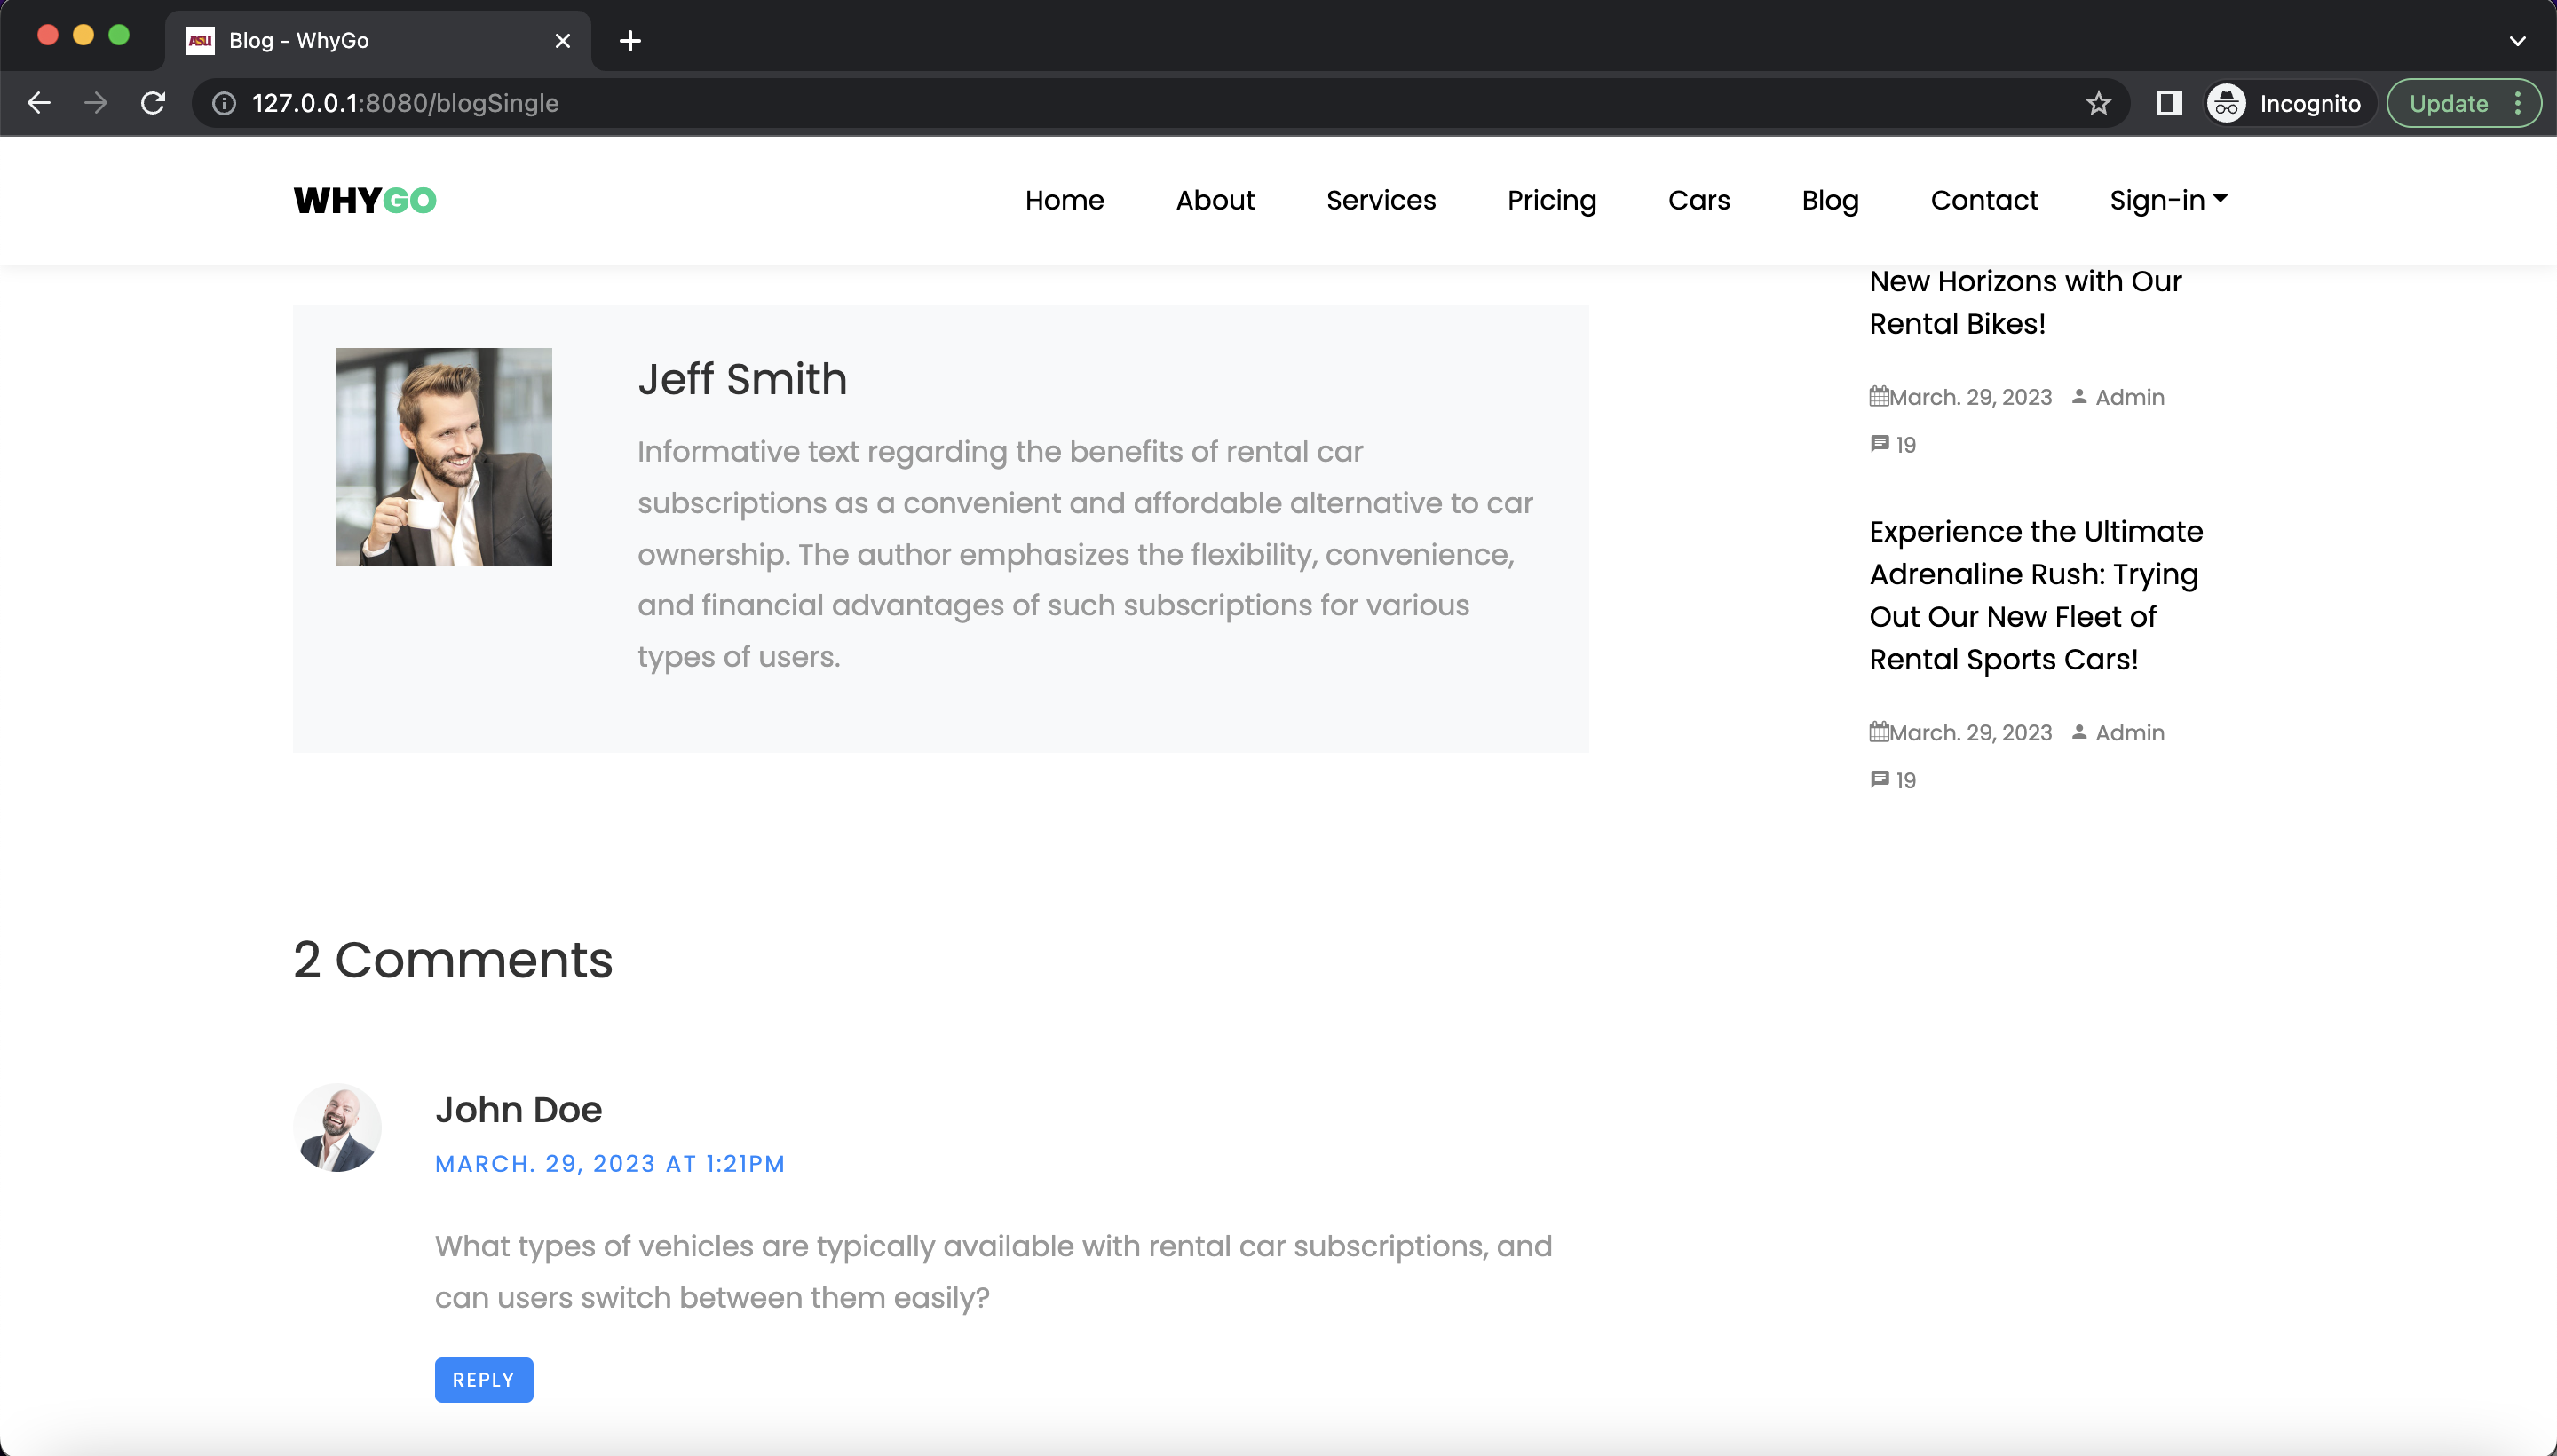 ASU Blog - WhyGo
127.0.0.1:8080/blogSingle
Incognito
Update
WHYGO
Home About Services Pricing Cars Blog Contact Sign-in
Jeff Smith
Informative text regarding the benefits of rental car
subscriptions as a convenient and affordable alternative to car
ownership. The author emphasizes the flexibility, convenience,
and financial advantages of such subscriptions for various
types of users.
New Horizons with Our
Rental Bikes!
March. 29, 2023 Admin
19
Experience the Ultimate
Adrenaline Rush: Trying
Out Our New Fleet of
Rental Sports Cars!
March. 29, 2023 Admin
19
2 Comments
John Doe
MARCH. 29, 2023 AT 1:21PM
What types of vehicles are typically available with rental car subscriptions, and
can users switch between them easily?
REPLY